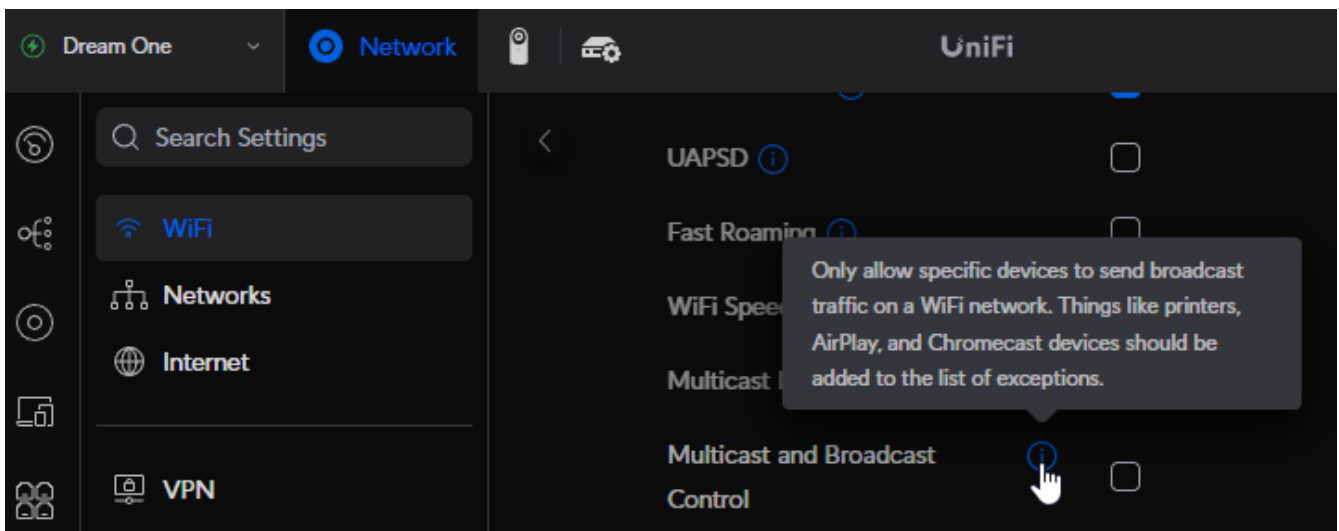 Dream One
Network
UniFi
Search Settings
WiFi
Networks
Internet
VPN
UAPSD
Fast Roaming
WiFi Spee
Multicast
Multicast and Broadcast
Control
Only allow specific devices to send broadcast
traffic on a WiFi network. Things like printers,
AirPlay, and Chromecast devices should be
added to the list of exceptions.